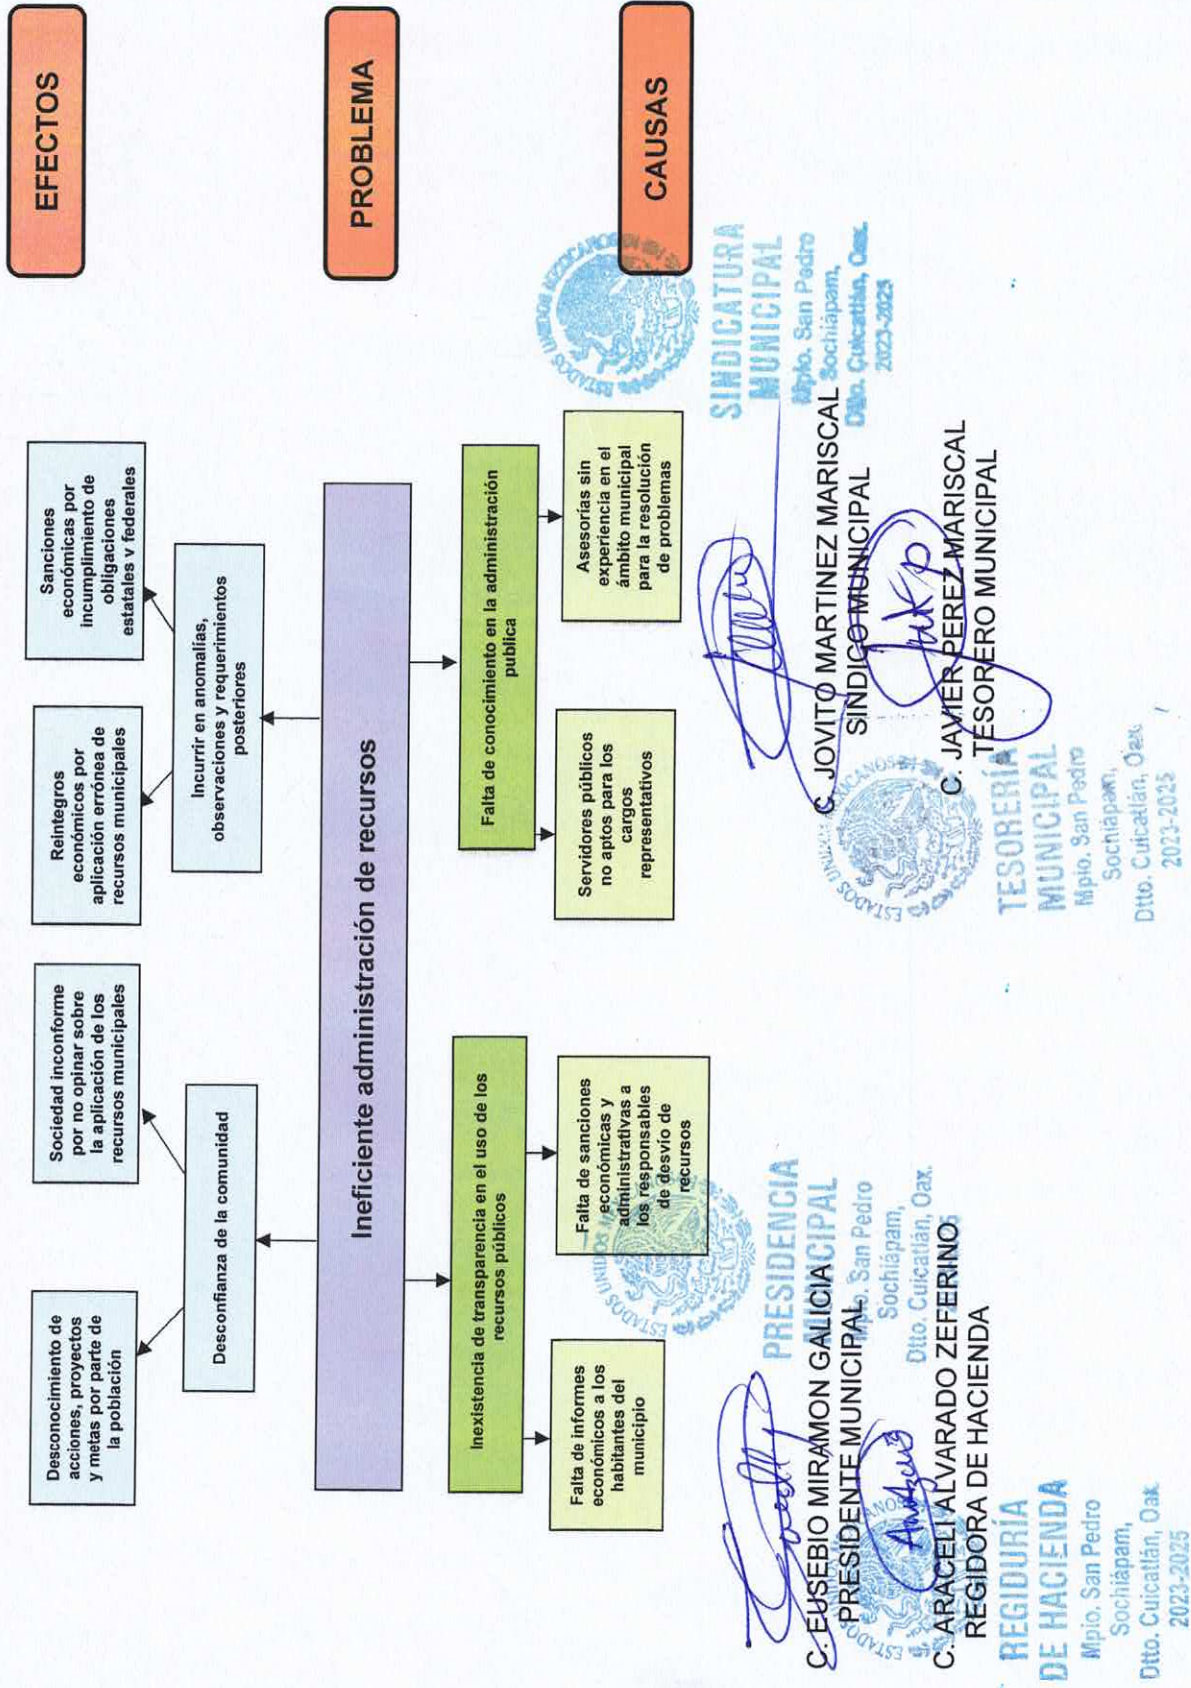 EFECTOS
Desconocimiento de
acciones, proyectos
y metas por parte de
la población
Sociedad inconforme
por no opinar sobre
la aplicación de los
recursos municipales
Reintegros
económicos por
aplicación errónea de
recursos municipales
Sanciones
económicas por
incumplimiento de
obligaciones
estatales v federales
Desconfianza de la comunidad
Incurrir en anomalías,
observaciones y requerimientos
posteriores
PROBLEMA
Ineficiente administración de recursos
CAUSAS
Inexistencia de transparencia en el uso de los
recursos públicos
Falta de conocimiento en la administración
publica
Falta de informes
económicos a los
habitantes del
municipio
Falta de sanciones
económicas y
administrativas a
los responsables
de desvío de
recursos
Servidores públicos
no aptos para los
cargos
representativos
Asesorías sin
experiencia en el
ámbito municipal
para la resolución
de problemas
C. EUSEBIO MIRAMON GALICIA
PRESIDENTE MUNICIPAL
PRESIDENCIA
MUNICIPAL
Mpio. San Pedro
Sochiápam,
Dtto. Cuicatlán, Oax.
ESTADOS UNIDOS
C. JOVITO MARTINEZ MARISCAL
SINDICO MUNICIPAL
ESTADOS UNIDOS MEXICANOS
SINDICATURA
MUNICIPAL
Mpio. San Pedro
Sochiápam,
Dtto. Cuicatlán, Oax.
2023-2025
C. ARACELI ALVARADO ZEFERINO
REGIDORA DE HACIENDA
ESTADOS
REGIDURÍA
DE HACIENDA
Mpio. San Pedro
Sochiápam,
Dtto. Cuicatlán, Oax
2023-2025
C. JAVIER PEREZ MARISCAL
TESORERO MUNICIPAL
ESTADOS
TESORERÍA
MUNICIPAL
Mpio. San Pedro
Sochiápam,
Dtto. Cuicatlán, Oax
2023-2025